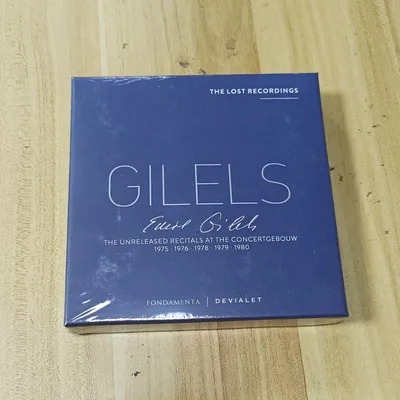 THE LOST RECORDINGS
GILELS
Emil Gilels
THE UNRELEASED RECITALS AT THE CONCERTGEBOUW
1975 · 1976 · 1978 · 1979 · 1980
FONDAMENTA | DEVIALET